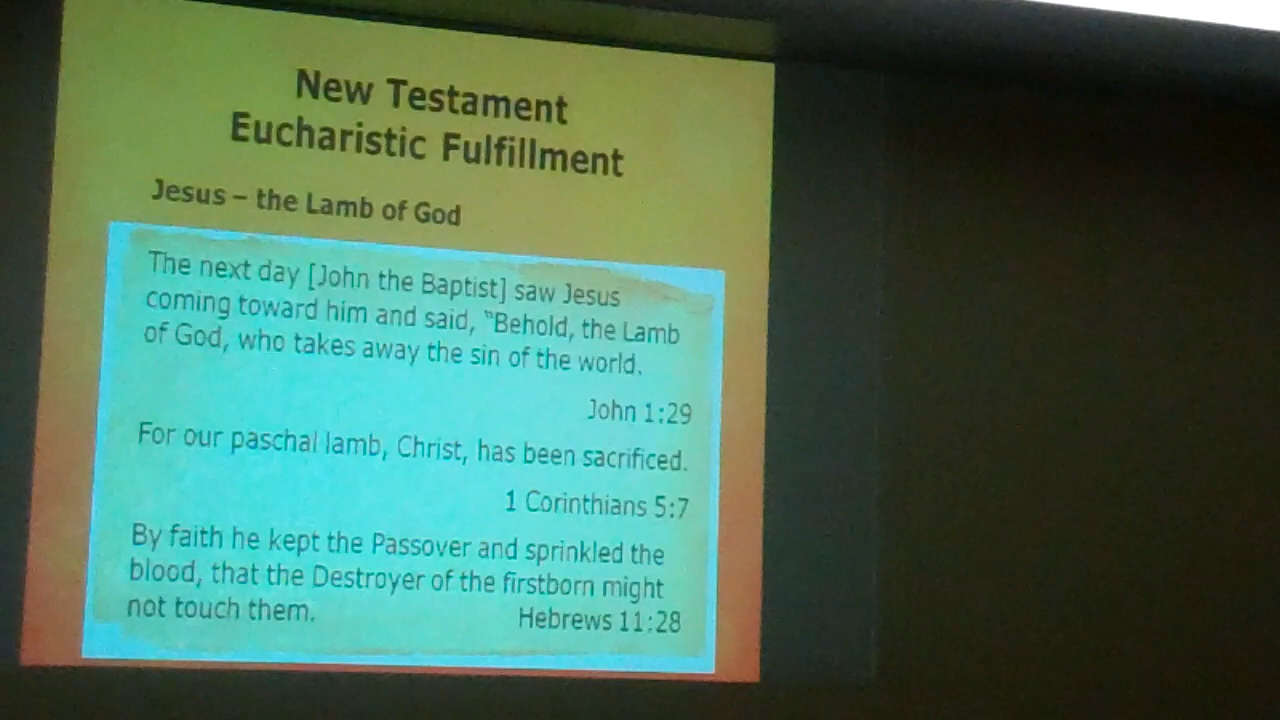 New Testament
Eucharistic Fulfillment
Jesus – the Lamb of God
The next day [John the Baptist] saw Jesus
coming toward him and said, “Behold, the Lamb
of God, who takes away the sin of the world.
John 1:29
For our paschal lamb, Christ, has been sacrificed.
1 Corinthians 5:7
By faith he kept the Passover and sprinkled the
blood, that the Destroyer of the firstborn might
not touch them. Hebrews 11:28